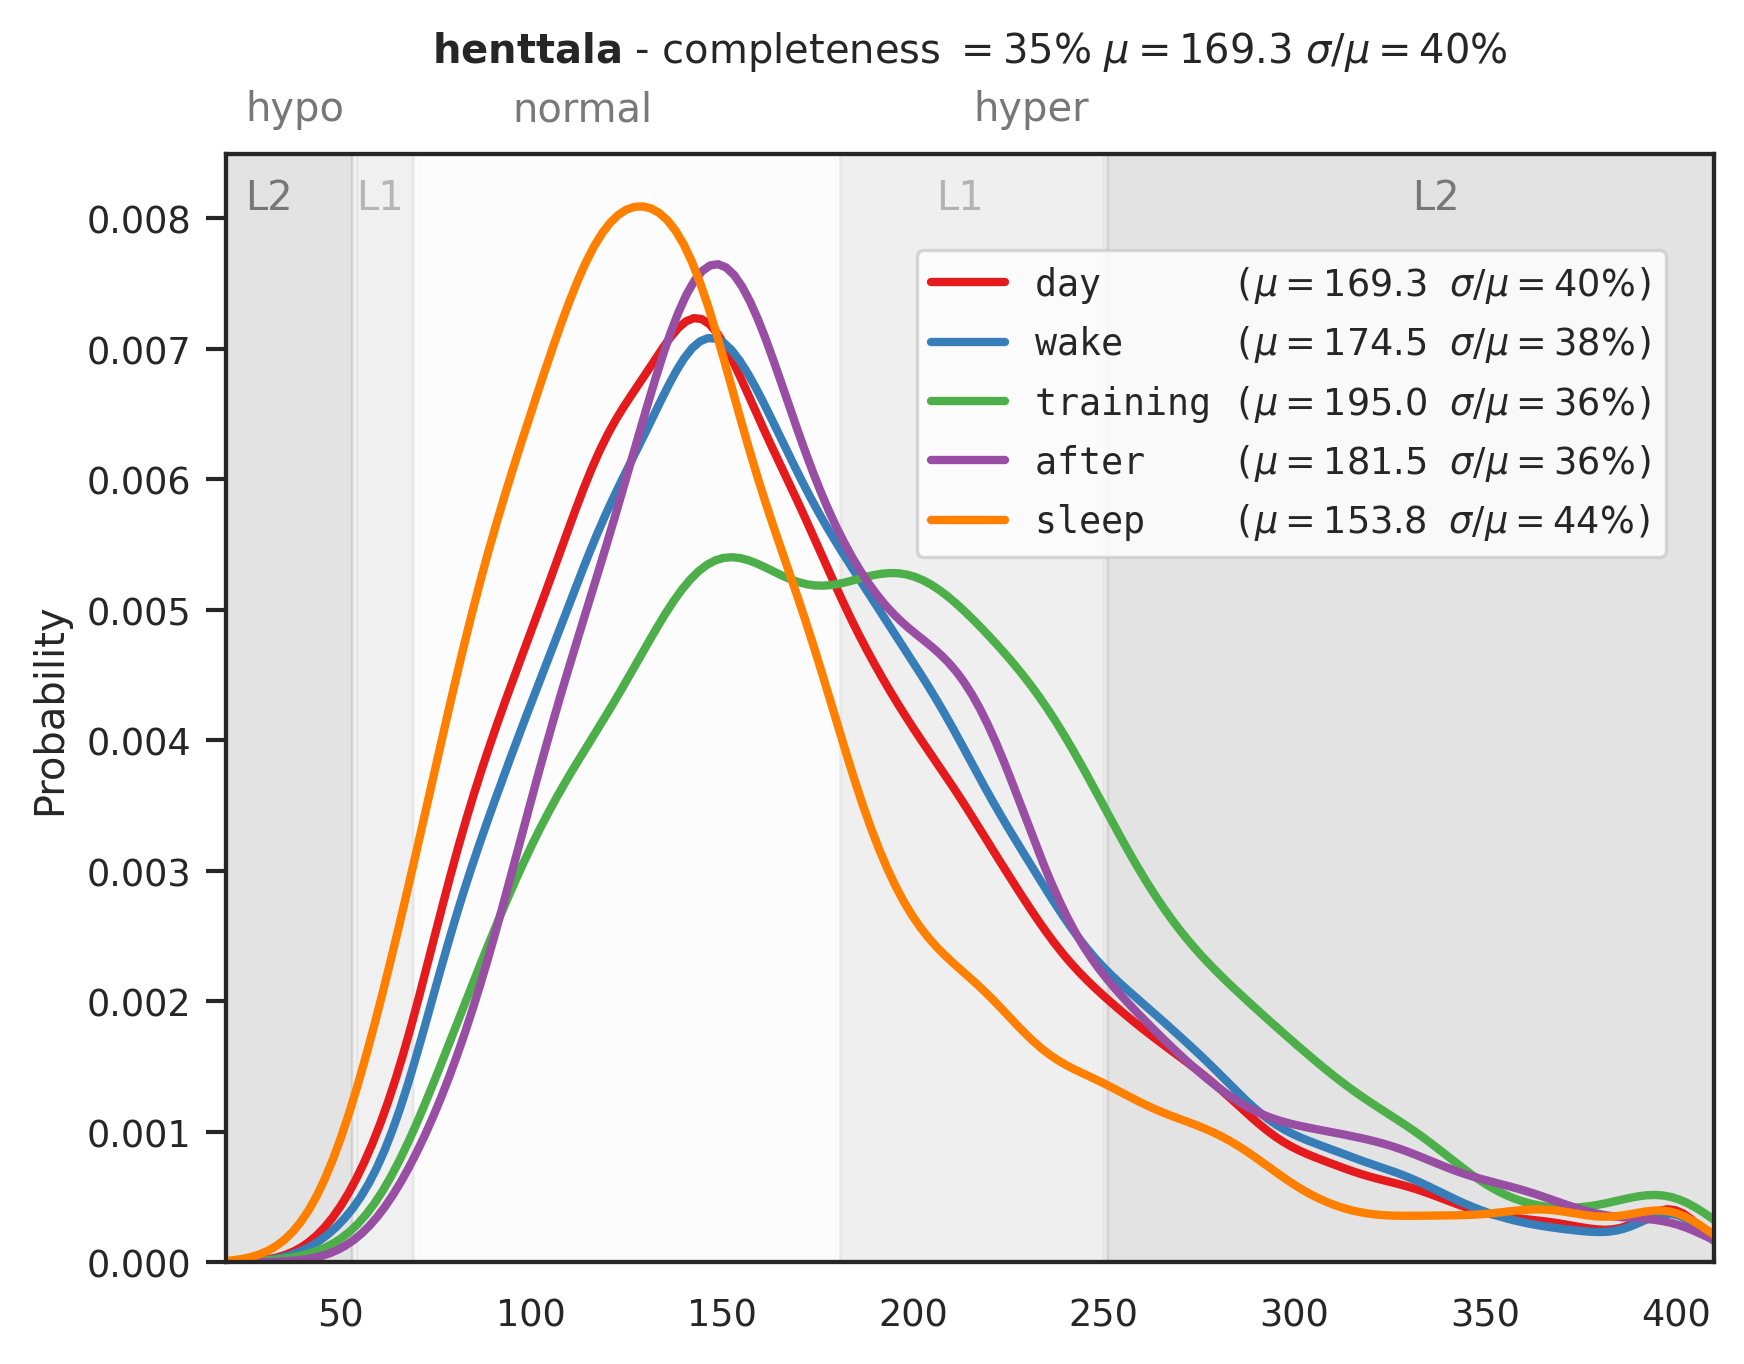 henttala - completeness = 35% μ = 169.3 σ/μ = 40%
hypo normal hyper
L2 L1 L1 L2
0.008
0.007
0.006
0.005
0.004
0.003
0.002
0.001
0.000
Probability
day (μ = 169.3 σ/μ = 40%)
wake (μ = 174.5 σ/μ = 38%)
training (μ = 195.0 σ/μ = 36%)
after (μ = 181.5 σ/μ = 36%)
sleep (μ = 153.8 σ/μ = 44%)
50 100 150 200 250 300 350 400